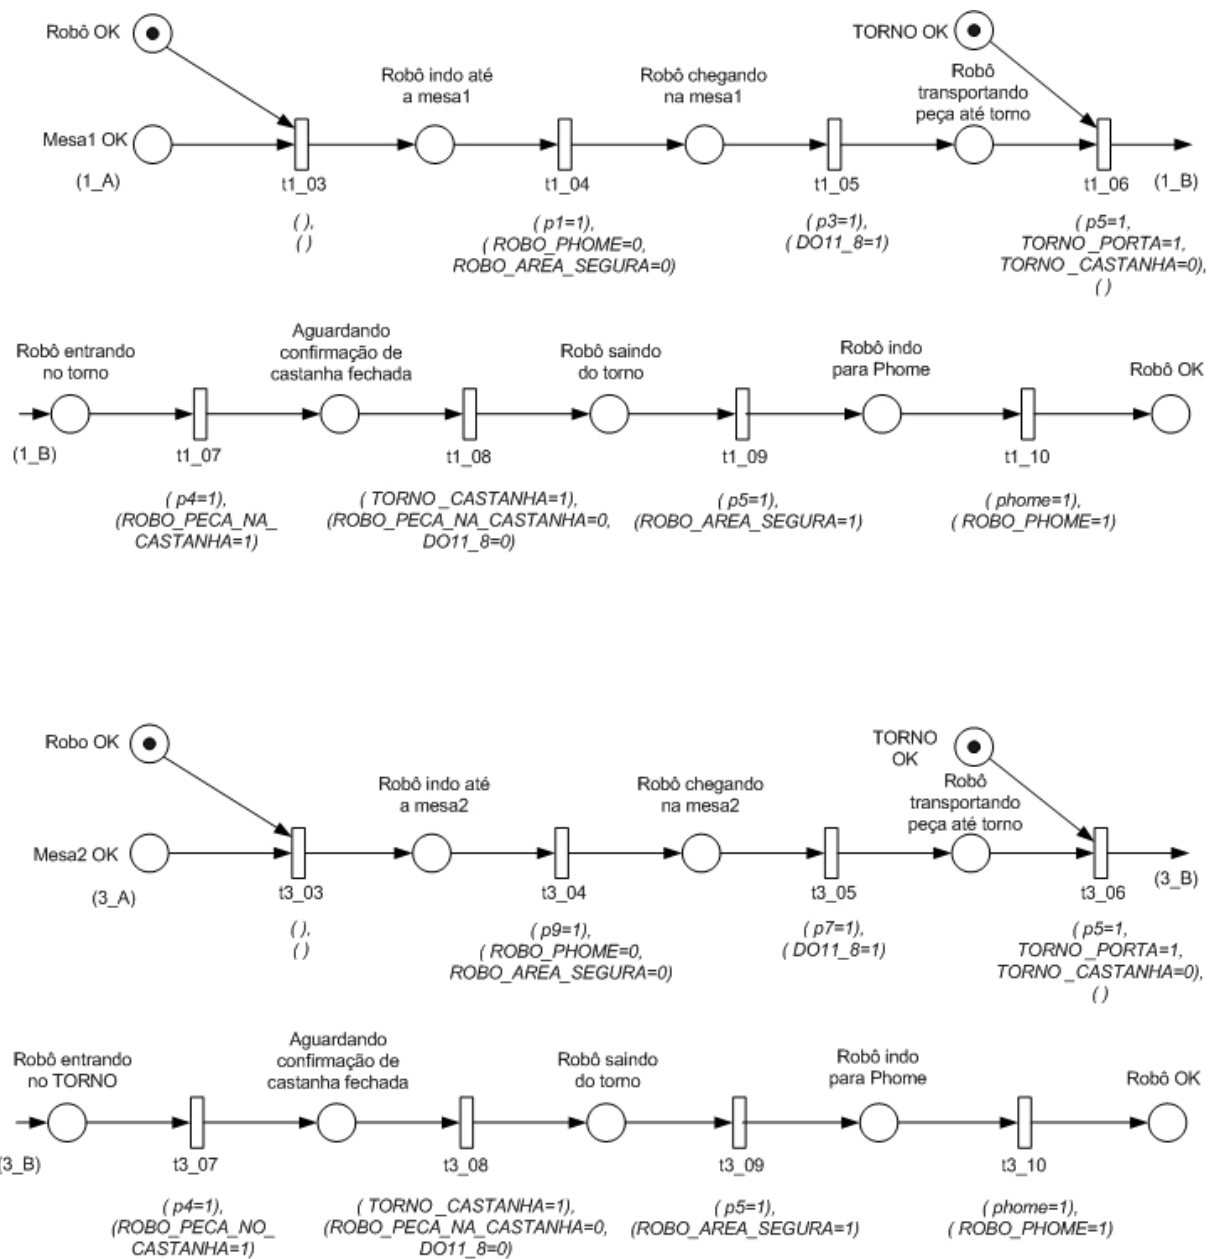 Robô OK
TORNO OK
Robô indo até
a mesa1
Robô chegando
na mesa1
Robô
transportando
peça até torno
Mesa1 OK
(1_A)
t1_03
t1_04
t1_05
t1_06
(1_B)
( ),
( )
( p1=1),
( ROBO_PHOME=0,
ROBO_AREA_SEGURA=0)
( p3=1),
( DO11_8=1)
( p5=1,
TORNO_PORTA=1,
TORNO_CASTANHA=0),
( )
Robô entrando
no torno
Aguardando
confirmação de
castanha fechada
Robô saindo
do torno
Robô indo
para Phome
Robô OK
(1_B)
t1_07
t1_08
t1_09
t1_10
( p4=1),
(ROBO_PECA_NA_
CASTANHA=1)
( TORNO_CASTANHA=1),
(ROBO_PECA_NA_CASTANHA=0,
DO11_8=0)
( p5=1),
(ROBO_AREA_SEGURA=1)
( phome=1),
( ROBO_PHOME=1)
Robo OK
TORNO
OK
Robô indo até
a mesa2
Robô chegando
na mesa2
Robô
transportando
peça até torno
Mesa2 OK
(3_A)
t3_03
t3_04
t3_05
t3_06
(3_B)
( ),
( )
( p9=1),
( ROBO_PHOME=0,
ROBO_AREA_SEGURA=0)
( p7=1),
( DO11_8=1)
( p5=1,
TORNO_PORTA=1,
TORNO_CASTANHA=0),
( )
Robô entrando
no TORNO
Aguardando
confirmação de
castanha fechada
Robô saindo
do torno
Robô indo
para Phome
Robô OK
(3_B)
t3_07
t3_08
t3_09
t3_10
( p4=1),
(ROBO_PECA_NO_
CASTANHA=1)
( TORNO_CASTANHA=1),
(ROBO_PECA_NA_CASTANHA=0,
DO11_8=0)
( p5=1),
(ROBO_AREA_SEGURA=1)
( phome=1),
( ROBO_PHOME=1)